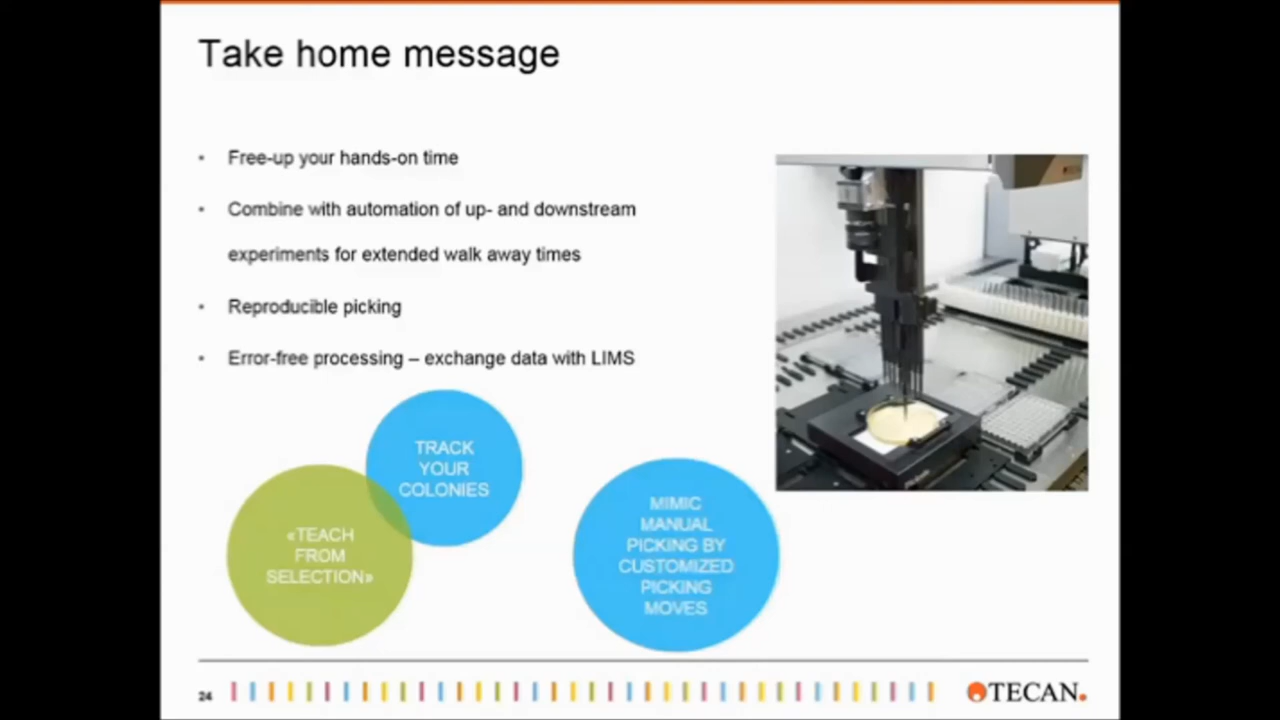 Take home message
• Free-up your hands-on time
• Combine with automation of up- and downstream
experiments for extended walk away times
• Reproducible picking
• Error-free processing – exchange data with LIMS
TRACK
YOUR
COLONIES
«TEACH
FROM
SELECTION»
MIMIC
MANUAL
PICKING BY
CUSTOMIZED
PICKING
MOVES
24
TECAN.